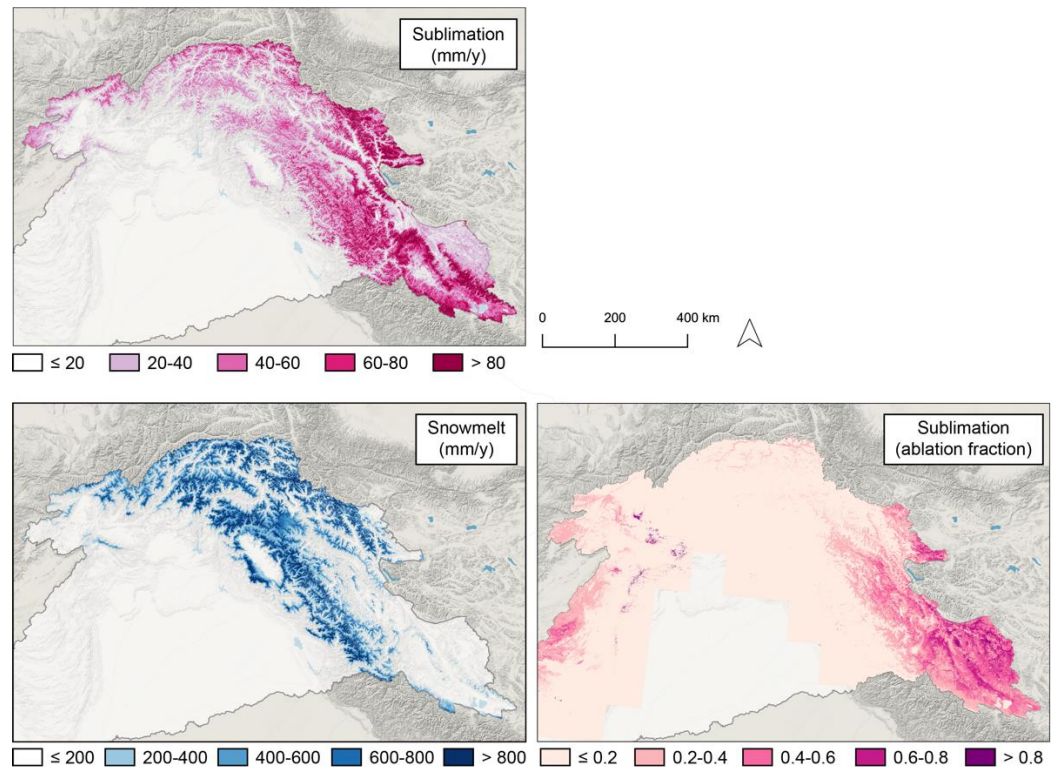 Sublimation
(mm/y)
≤ 20
20-40
40-60
60-80
> 80
0
200
400 km
Snowmelt
(mm/y)
≤ 200
200-400
400-600
600-800
> 800
Sublimation
(ablation fraction)
≤ 0.2
0.2-0.4
0.4-0.6
0.6-0.8
> 0.8